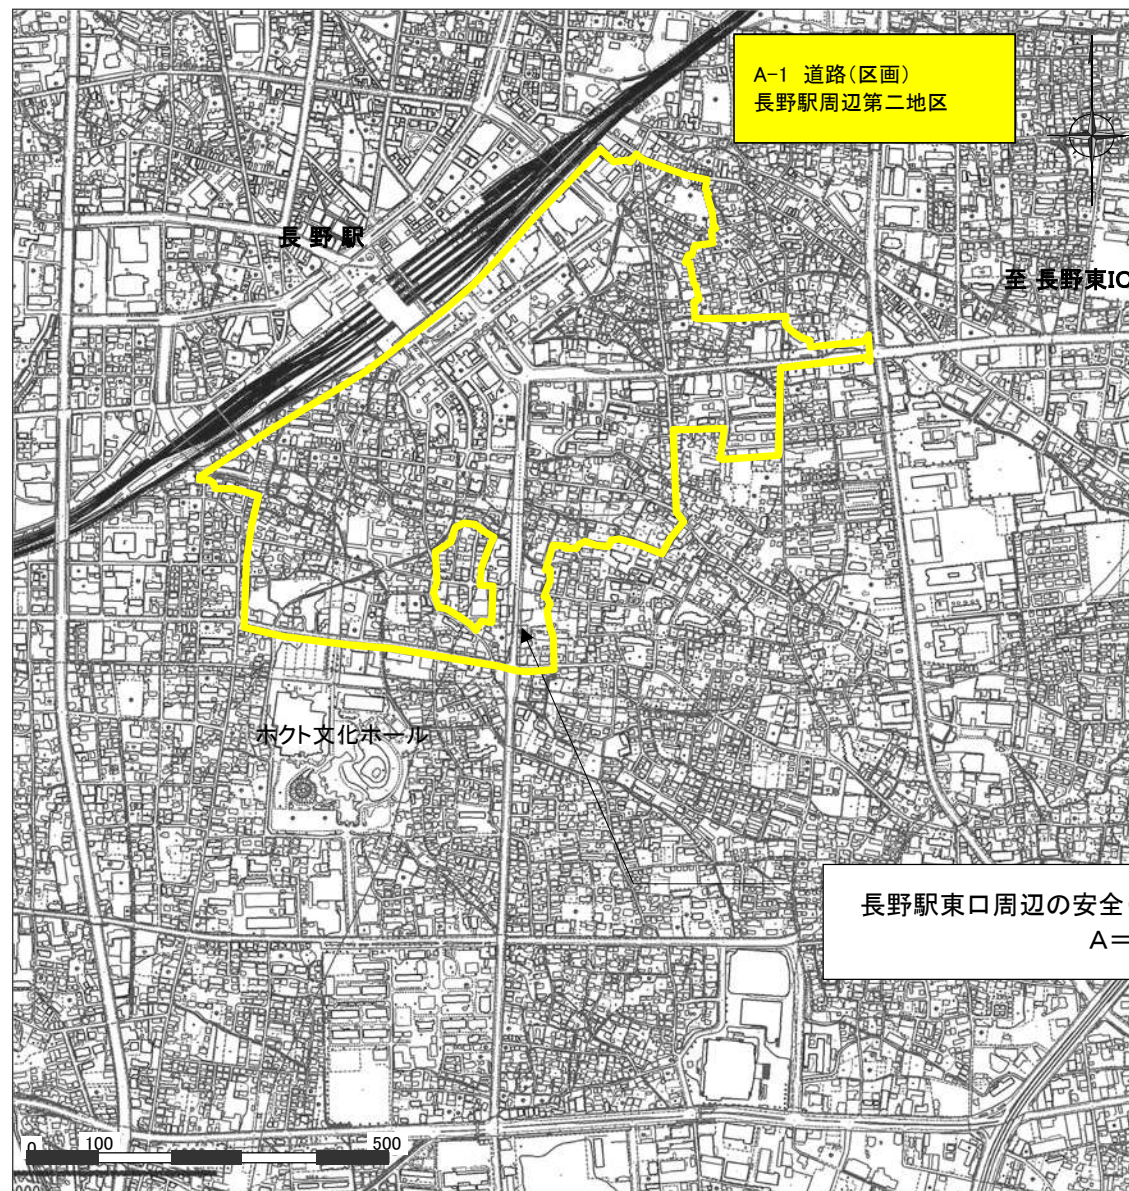 A-1 道路(区画)
長野駅周辺第二地区
長野駅
至 長野東IC
ホクト文化ホール
長野駅東口周辺の安全
A=
0 100 500